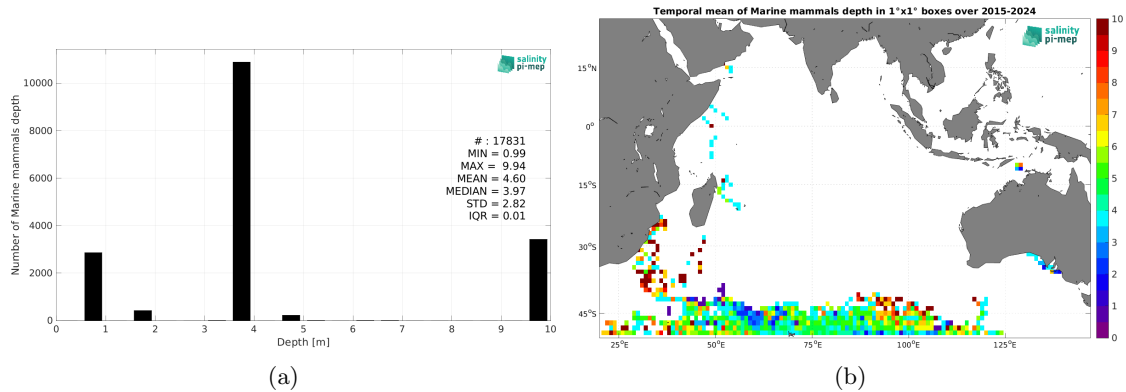 salinity
pi-mep
10000
8000
6000
4000
2000
0
Number of Marine mammals depth
# : 17831
MIN = 0.99
MAX = 9.94
MEAN = 4.60
MEDIAN = 3.97
STD = 2.82
IQR = 0.01
0 1 2 3 4 5 6 7 8 9 10
Depth [m]
(a)
Temporal mean of Marine mammals depth in 1°x1° boxes over 2015-2024
salinity
pi-mep
15°N
0°
15°S
30°S
45°S
25°E 50°E 75°E 100°E 125°E
10
9
8
7
6
5
4
3
2
1
0
(b)